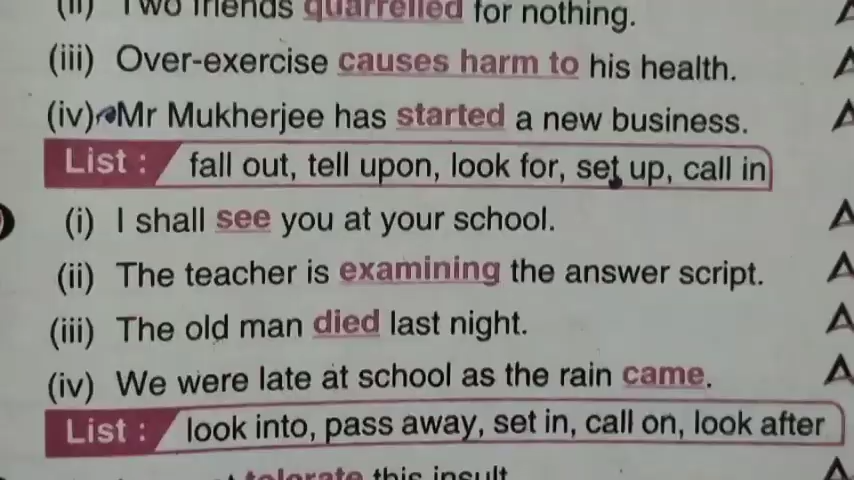 (ii) Two friends quarrelled for nothing.
(iii) Over-exercise causes harm to his health.
(iv) Mr Mukherjee has started a new business.
List : fall out, tell upon, look for, set up, call in
(i) I shall see you at your school.
(ii) The teacher is examining the answer script.
(iii) The old man died last night.
(iv) We were late at school as the rain came.
List : look into, pass away, set in, call on, look after
tolerate this insult